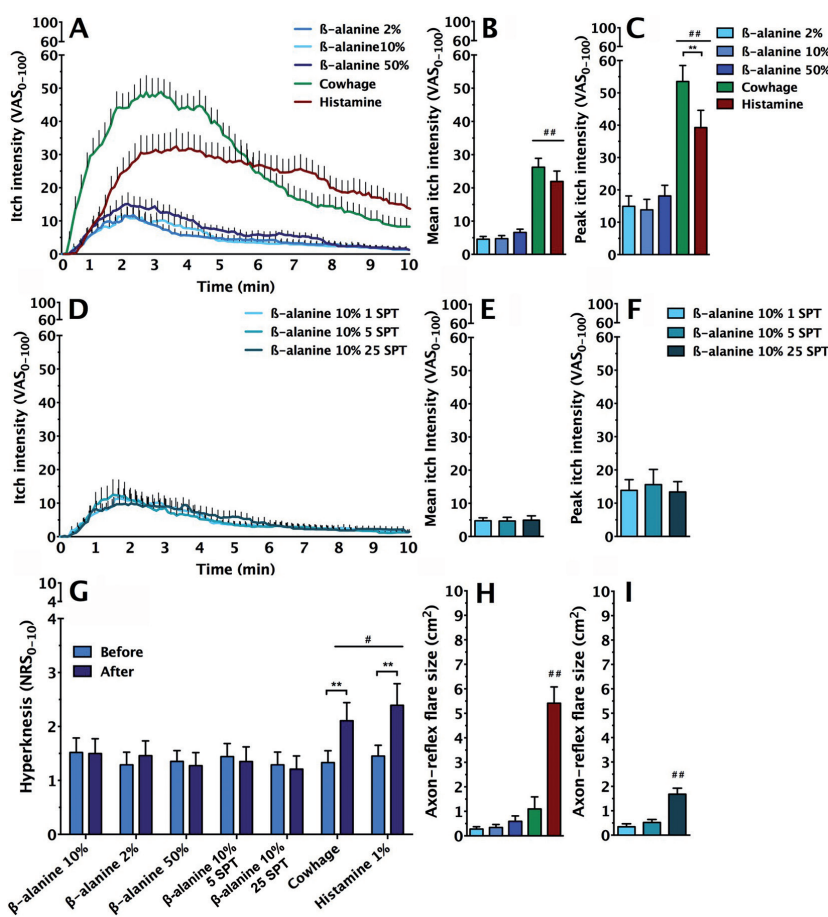 A
ß-alanine 2%
ß-alanine10%
ß-alanine 50%
Cowhage
Histamine
Itch intensity (VAS0-100)
100
60
50
40
30
20
10
0
0 1 2 3 4 5 6 7 8 9 10
Time (min)
B
Mean itch intensity (VAS0-100)
100
60
50
40
30
20
10
0
##
C
ß-alanine 2%
ß-alanine 10%
ß-alanine 50%
Cowhage
Histamine
Peak itch intensity (VAS0-100)
100
60
60
50
40
30
20
10
0
##
**
D
ß-alanine 10% 1 SPT
ß-alanine 10% 5 SPT
ß-alanine 10% 25 SPT
Itch intensity (VAS0-100)
100
60
60
50
40
30
20
10
0
0 1 2 3 4 5 6 7 8 9 10
Time (min)
E
Mean itch Intensity (VAS0-100)
100
60
60
50
40
30
20
10
0
F
ß-alanine 10% 1 SPT
ß-alanine 10% 5 SPT
ß-alanine 10% 25 SPT
Peak itch intensity (VAS0-100)
100
60
60
50
40
30
20
10
0
G
Before
After
Hyperknesis (NRS0-10)
10
4
4
3
2
1
0
#
**
**
β-alanine 10%
β-alanine 2%
β-alanine 50%
β-alanine 10%
5 SPT
β-alanine 10%
25 SPT
Cowhage
Histamine 1%
H
Axon-reflex flare size (cm²)
10
9
8
7
6
5
4
3
2
1
0
##
I
Axon-reflex flare size (cm²)
10
9
8
7
6
5
4
3
2
1
0
##